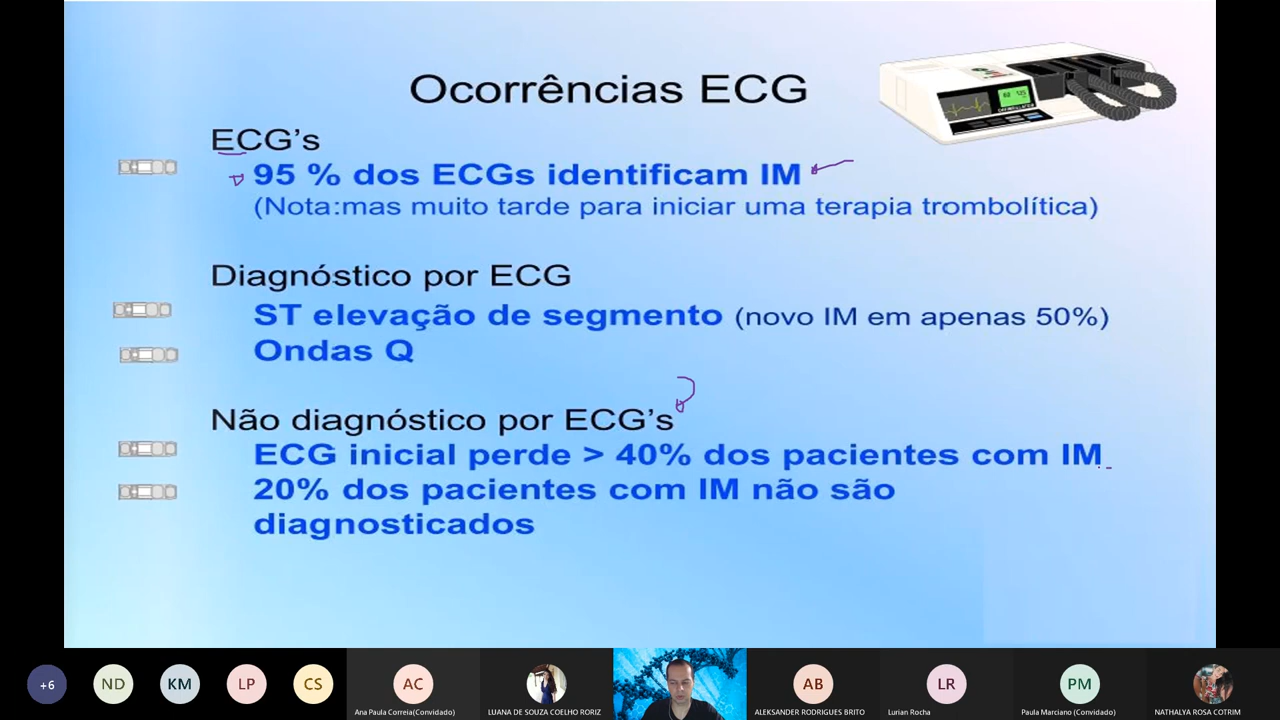 Ocorrências ECG
ECG's
95 % dos ECGs identificam IM
(Nota:mas muito tarde para iniciar uma terapia trombolítica)
Diagnóstico por ECG
ST elevação de segmento (novo IM em apenas 50%)
Ondas Q
Não diagnóstico por ECG's
ECG inicial perde > 40% dos pacientes com IM
20% dos pacientes com IM não são
diagnosticados
+6
ND
KM
LP
CS
AC
AB
LR
PM
Ana Paula Correia(Convidado)
LUANA DE SOUZA COELHO RORIZ
ALEKSANDER RODRIGUES BRITO
Lurian Rocha
Paula Marciano (Convidado)
NATHALYA ROSA COTRIM